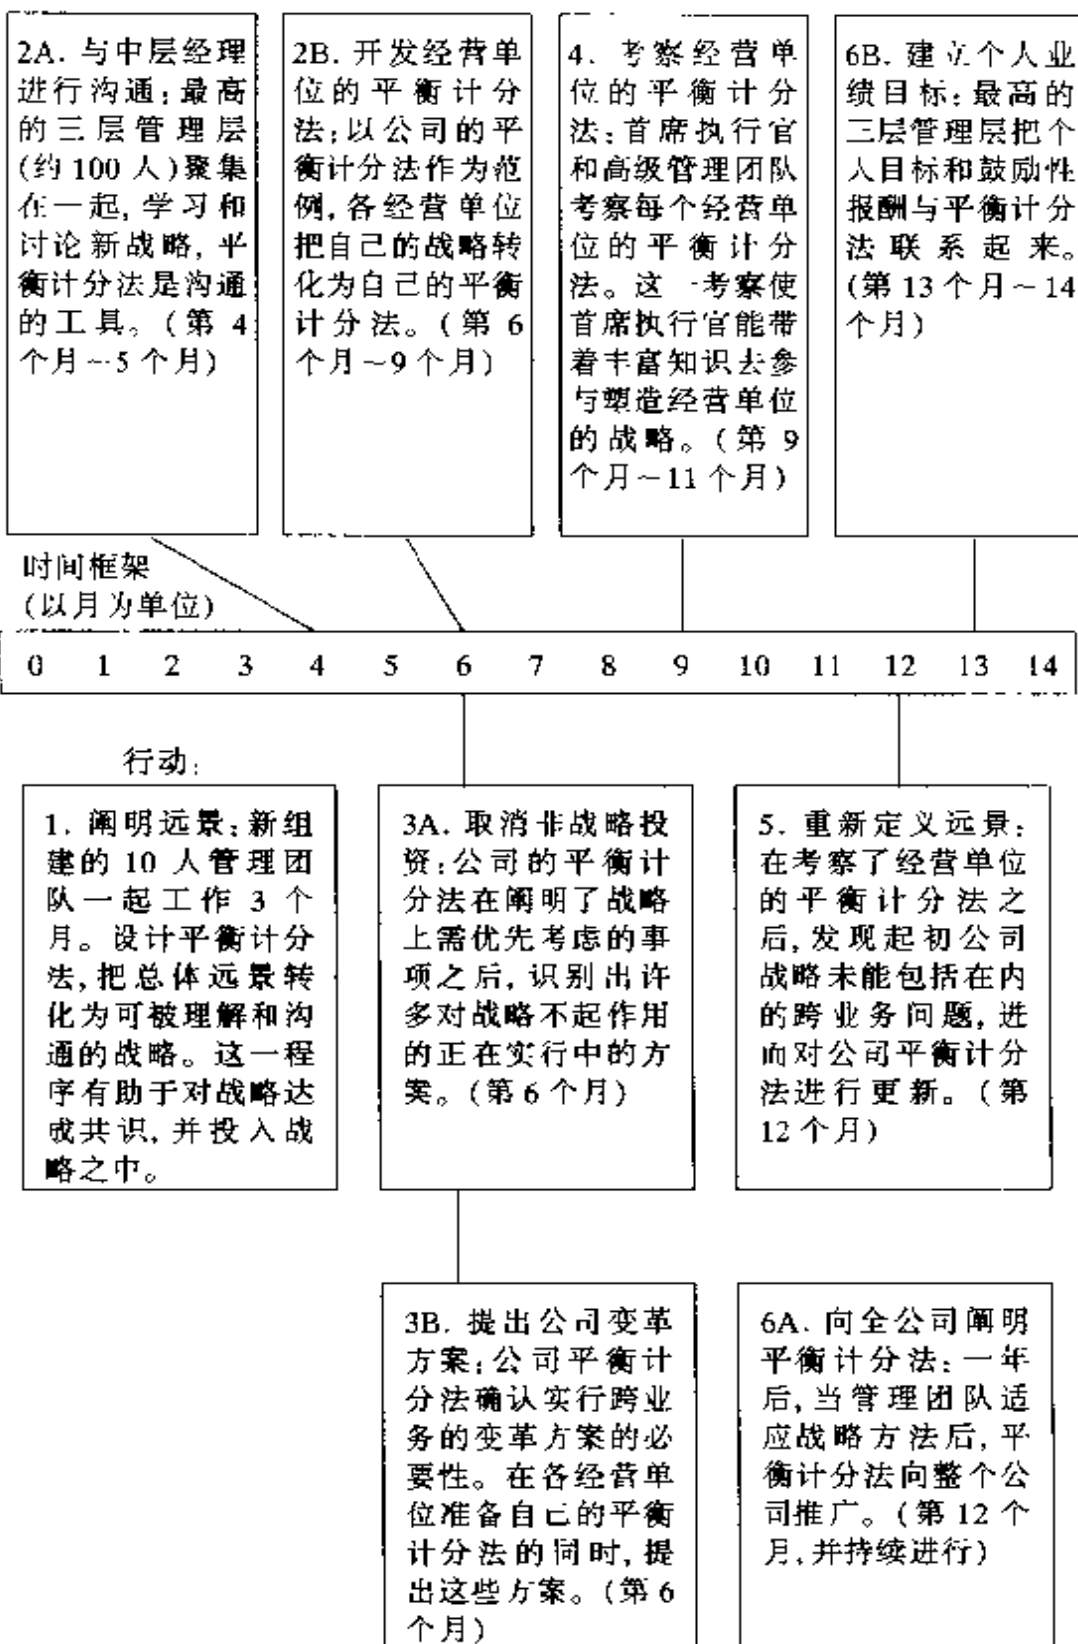 2A. 与中层经理
进行沟通:最高
的三层管理层
(约 100 人)聚集
在一起,学习和
讨论新战略,平
衡计分法是沟通
的工具。(第 4
个月~5 个月)
2B. 开发经营单
位的平衡计分
法;以公司的平
衡计分法作为范
例,各经营单位
把自己的战略转
化为自己的平衡
计分法。(第 6
个月~9 个月)
4. 考察经营单
位的平衡计分
法:首席执行官
和高级管理团队
考察每个经营单
位的平衡计分
法。这一考察使
首席执行官能带
着丰富知识去参
与塑造经营单位
的战略。(第 9
个月~11 个月)
6B. 建立个人业
绩目标:最高的
三层管理层把个
人目标和鼓励性
报酬与平衡计分
法联系起来。
(第 13 个月~14
个月)
时间框架
(以月为单位)
0 1 2 3 4 5 6 7 8 9 10 11 12 13 14
行动:
1. 阐明远景:新组
建的 10 人管理团
队一起工作 3 个
月。设计平衡计分
法,把总体远景转
化为可被理解和沟
通的战略。这一程
序有助于对战略达
成共识,并投入战
略之中。
3A. 取消非战略投
资:公司的平衡计
分法在阐明了战略
上需优先考虑的事
项之后,识别出许
多对战略不起作用
的正在实行中的方
案。(第 6 个月)
5. 重新定义远景:
在考察了经营单位
的平衡计分法之
后,发现起初公司
战略未能包括在内
的跨业务问题,进
而对公司平衡计分
法进行更新。(第
12 个月)
3B. 提出公司变革
方案:公司平衡计
分法确认实行跨业
务的变革方案的必
要性。在各经营单
位准备自己的平衡
计分法的同时,提
出这些方案。(第 6
个月)
6A. 向全公司阐明
平衡计分法:一年
后,当管理团队适
应战略方法后,平
衡计分法向整个公
司推广。(第 12 个
月,并持续进行)